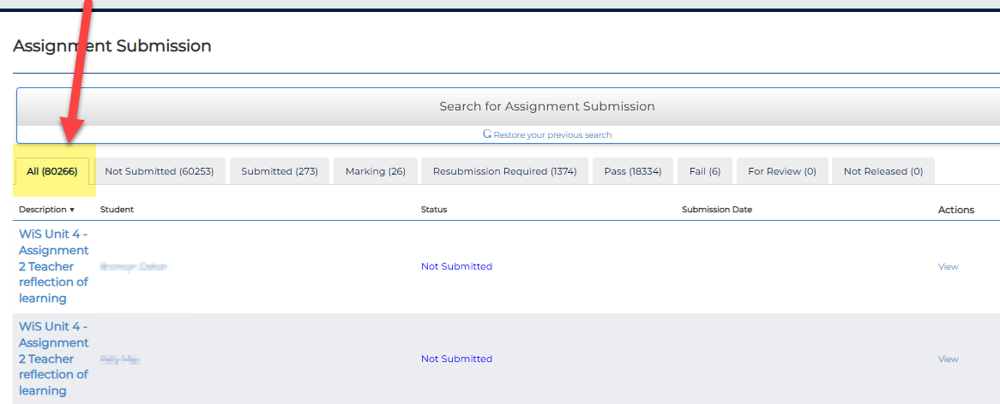 Assignment Submission
Search for Assignment Submission
Restore your previous search
All (80266) Not Submitted (60253) Submitted (273) Marking (26) Resubmission Required (1374) Pass (18334) Fail (6) For Review (0) Not Released (0)
Description ▾ Student Status Submission Date Actions
WiS Unit 4 -
Assignment
2 Teacher Not Submitted View
reflection of
learning
WiS Unit 4 -
Assignment
2 Teacher Not Submitted View
reflection of
learning